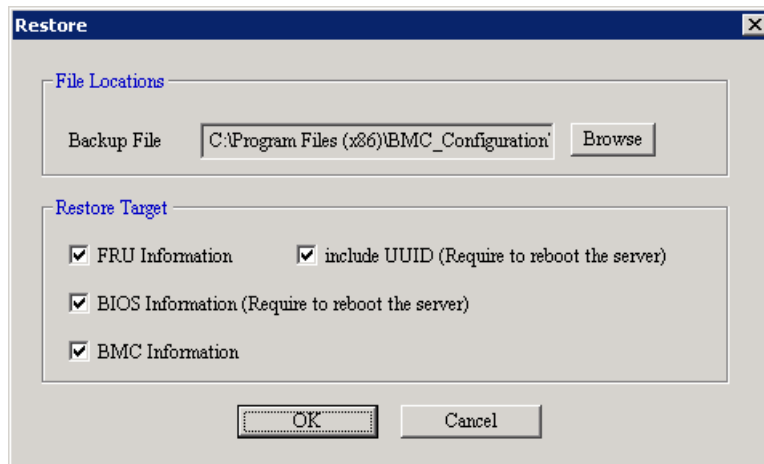 Restore
File Locations
Backup File C:\Program Files (x86)\BMC_Configuration' Browse
Restore Target
FRU Information include UUID (Require to reboot the server)
BIOS Information (Require to reboot the server)
BMC Information
OK Cancel